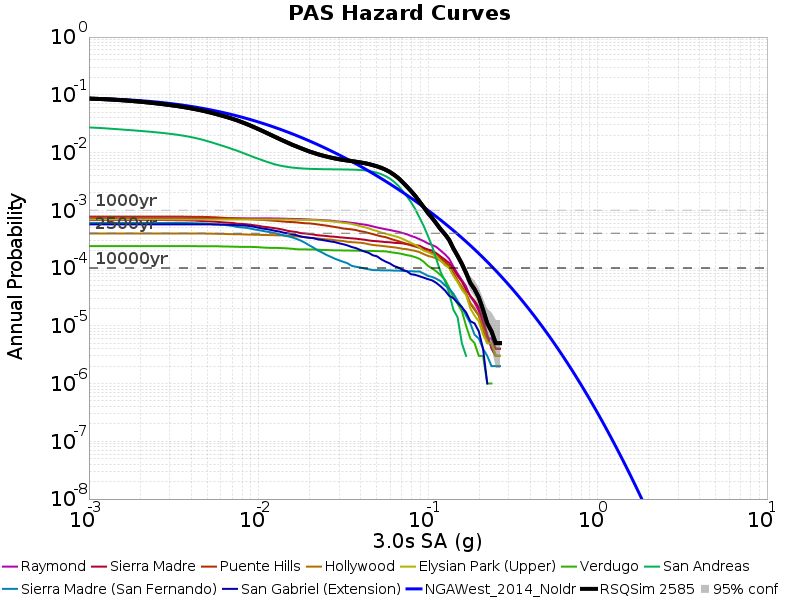 PAS Hazard Curves
10^0
10^-1
10^-2
10^-3
10^-4
10^-5
10^-6
10^-7
10^-8
Annual Probability
1000yr
2500yr
10000yr
10^-3 10^-2 10^-1 10^0 10^1
3.0s SA (g)
Raymond Sierra Madre Puente Hills Hollywood Elysian Park (Upper) Verdugo San Andreas
Sierra Madre (San Fernando) San Gabriel (Extension) NGAWest_2014_NoIdr RSQSim 2585 95% conf